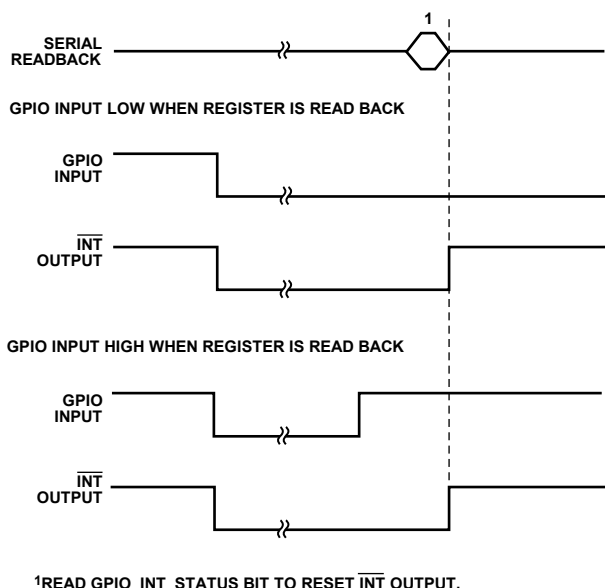 1
SERIAL
READBACK
GPIO INPUT LOW WHEN REGISTER IS READ BACK
GPIO
INPUT
INT
OUTPUT
GPIO INPUT HIGH WHEN REGISTER IS READ BACK
GPIO
INPUT
INT
OUTPUT
1READ GPIO_INT_STATUS BIT TO RESET INT OUTPUT.